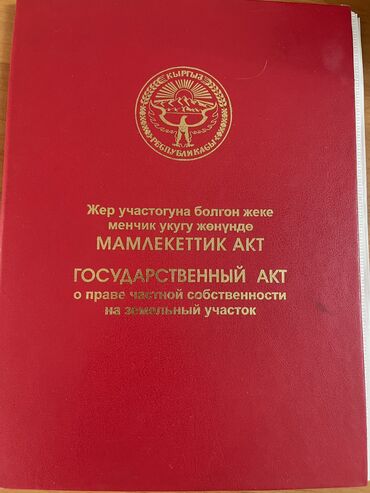 КЫРГЫЗ
РЕСПУБЛИКАСЫ
Жер участогуна болгон жеке
менчик укугу жөнүндө
МАМЛЕКЕТТИК АКТ
ГОСУДАРСТВЕННЫЙ АКТ
о праве частной собственности
на земельный участок